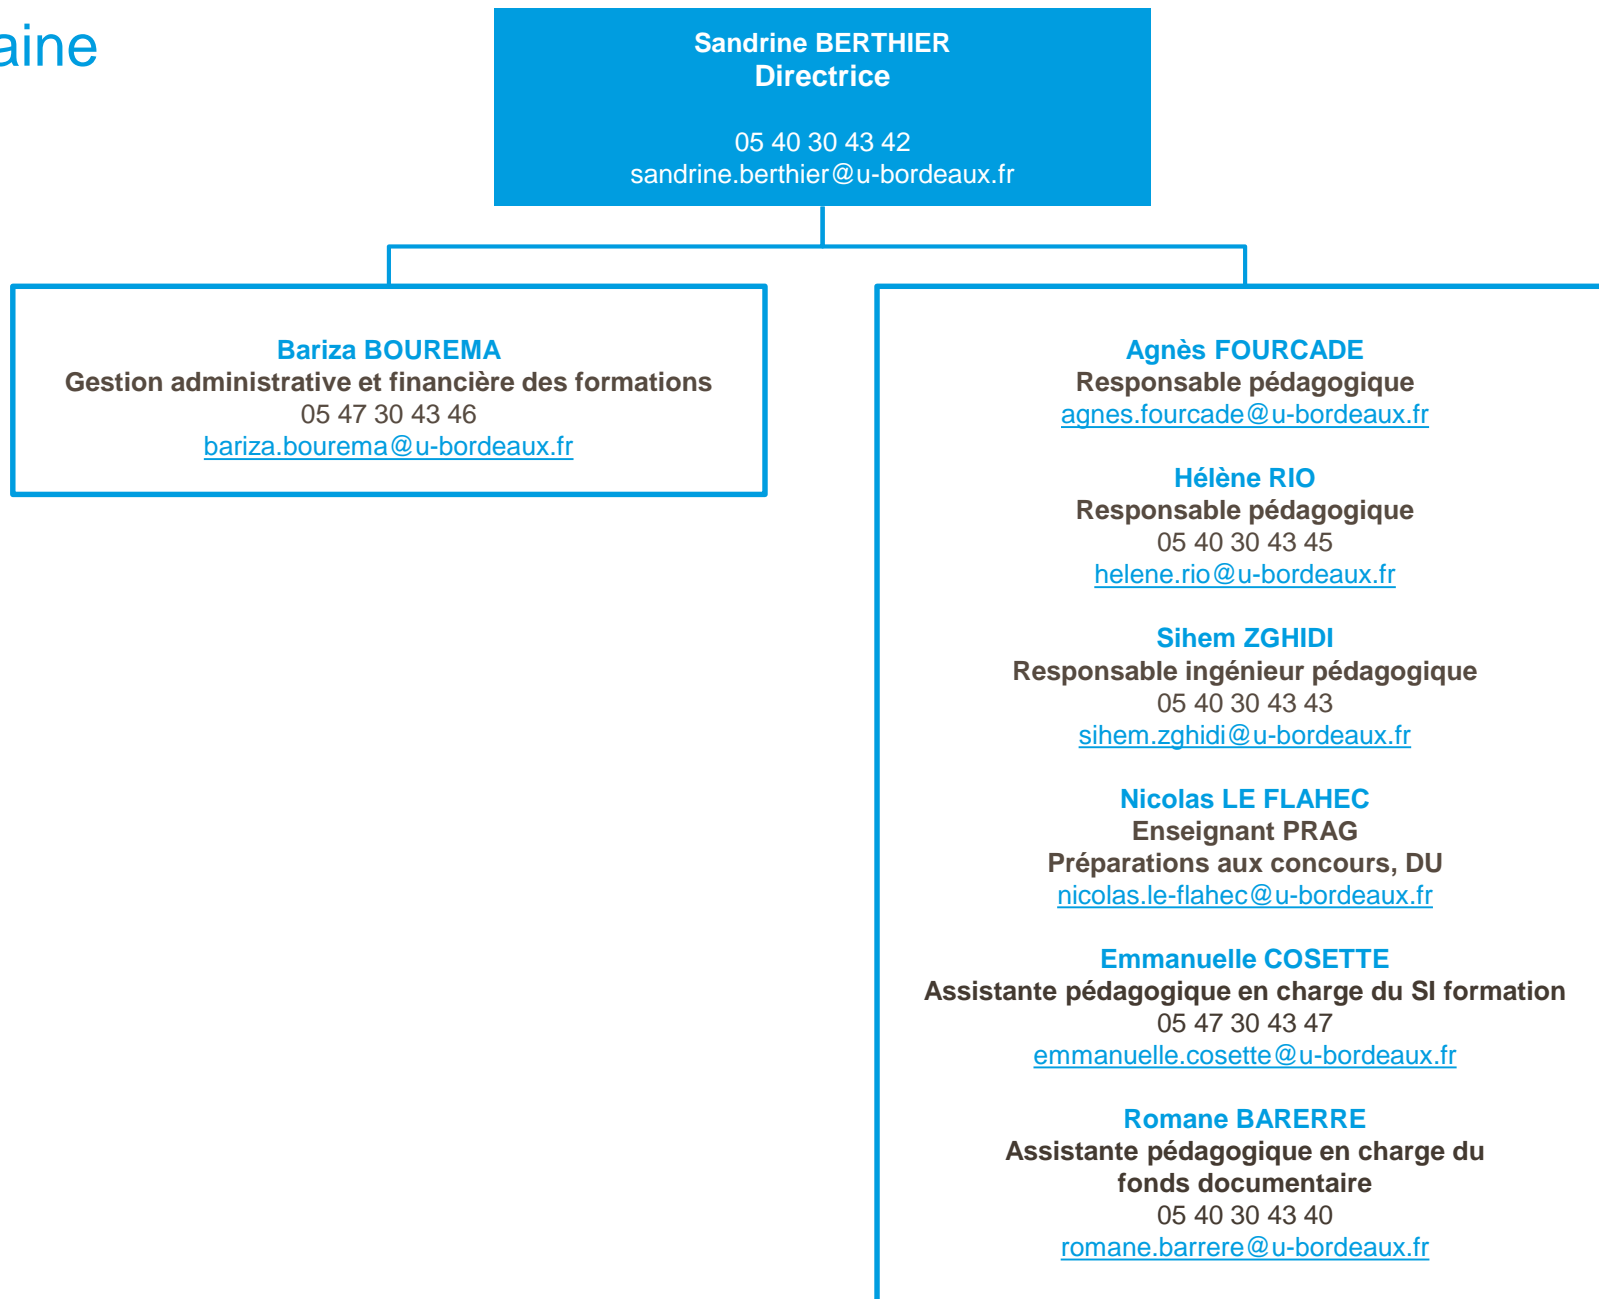 aine
Sandrine BERTHIER
Directrice
05 40 30 43 42
sandrine.berthier@u-bordeaux.fr
Bariza BOUREMA
Gestion administrative et financière des formations
05 47 30 43 46
bariza.bourema@u-bordeaux.fr
Agnès FOURCADE
Responsable pédagogique
agnes.fourcade@u-bordeaux.fr
Hélène RIO
Responsable pédagogique
05 40 30 43 45
helene.rio@u-bordeaux.fr
Sihem ZGHIDI
Responsable ingénieur pédagogique
05 40 30 43 43
sihem.zghidi@u-bordeaux.fr
Nicolas LE FLAHEC
Enseignant PRAG
Préparations aux concours, DU
nicolas.le-flahec@u-bordeaux.fr
Emmanuelle COSETTE
Assistante pédagogique en charge du SI formation
05 47 30 43 47
emmanuelle.cosette@u-bordeaux.fr
Romane BARERRE
Assistante pédagogique en charge du
fonds documentaire
05 40 30 43 40
romane.barrere@u-bordeaux.fr